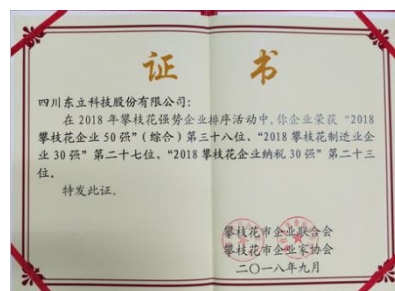 证 书
四川东立科技股份有限公司：
在2018年攀枝花强势企业排序活动中，你企业荣获“2018
攀枝花企业50强”（综合）第三十八位、“2018攀枝花制造业企
业30强”第二十七位、“2018攀枝花企业纳税30强”第二十三
位。
特发此证。
攀枝花市企业联合会
攀枝花市企业家协会
二〇一八年九月